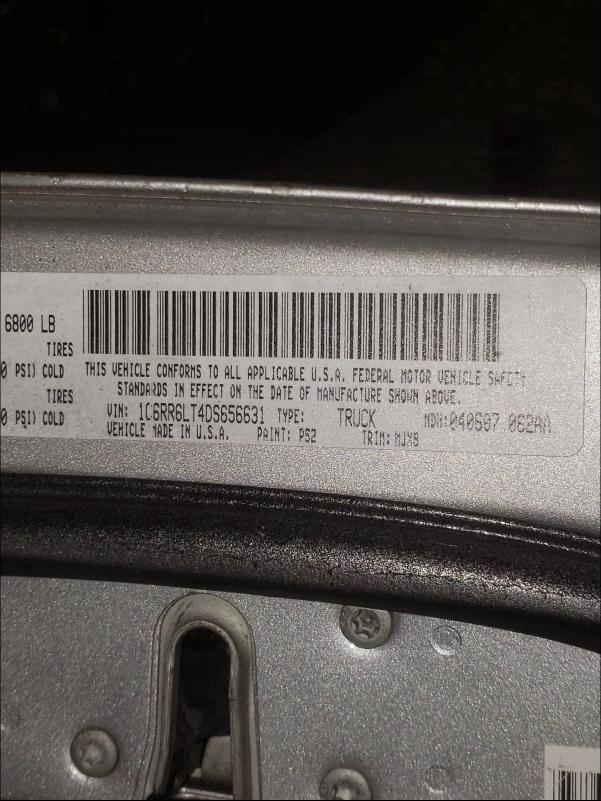 6800 LB
TIRES
0 PSI) COLD
TIRES
0 PSI) COLD
THIS VEHICLE CONFORMS TO ALL APPLICABLE U.S.A. FEDERAL MOTOR VEHICLE SAFETY
STANDARDS IN EFFECT ON THE DATE OF MANUFACTURE SHOWN ABOVE.
VIN: 1C6RR6LT4DS656631 TYPE: TRUCK MDH:040507 062AA
VEHICLE MADE IN U.S.A. PAINT: PS2 TRIM: MJX8